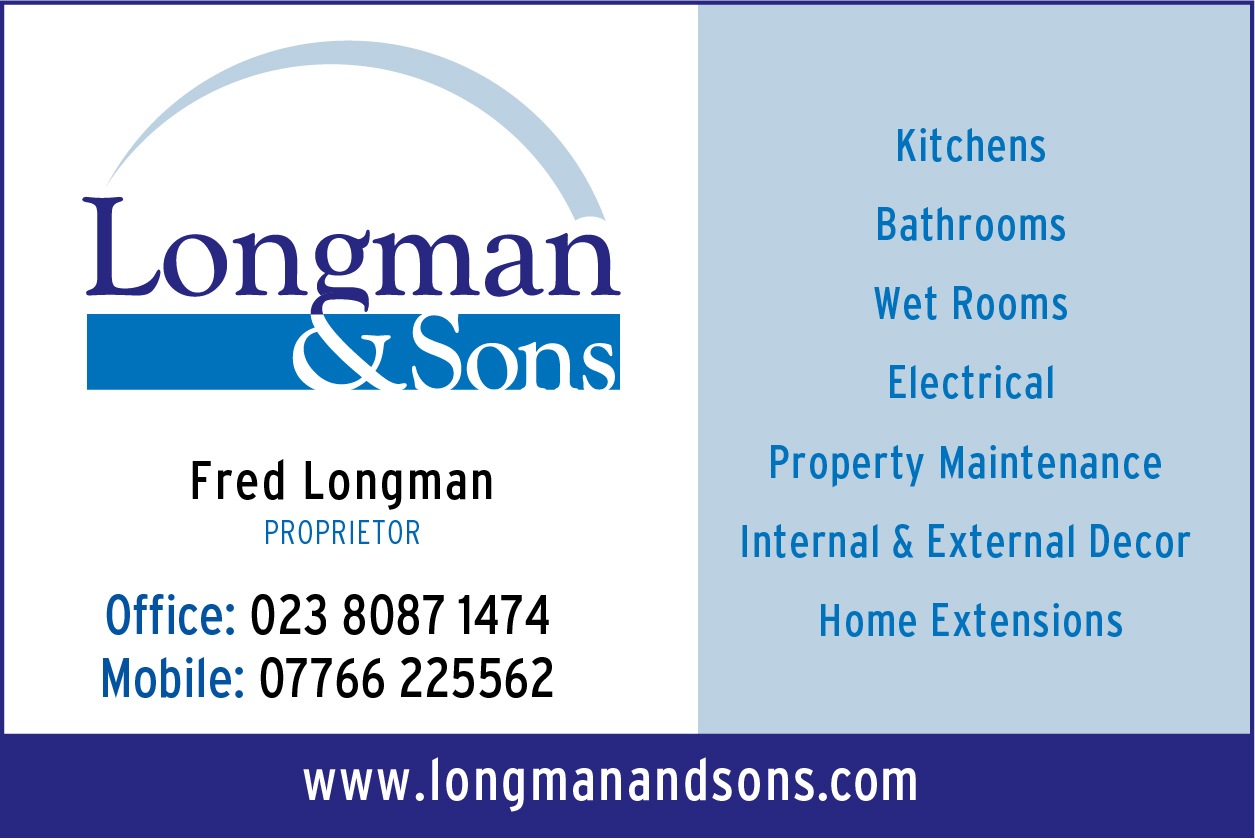 Longman
& Sons
Fred Longman
PROPRIETOR
Office: 023 8087 1474
Mobile: 07766 225562
Kitchens
Bathrooms
Wet Rooms
Electrical
Property Maintenance
Internal & External Decor
Home Extensions
www.longmanandsons.com